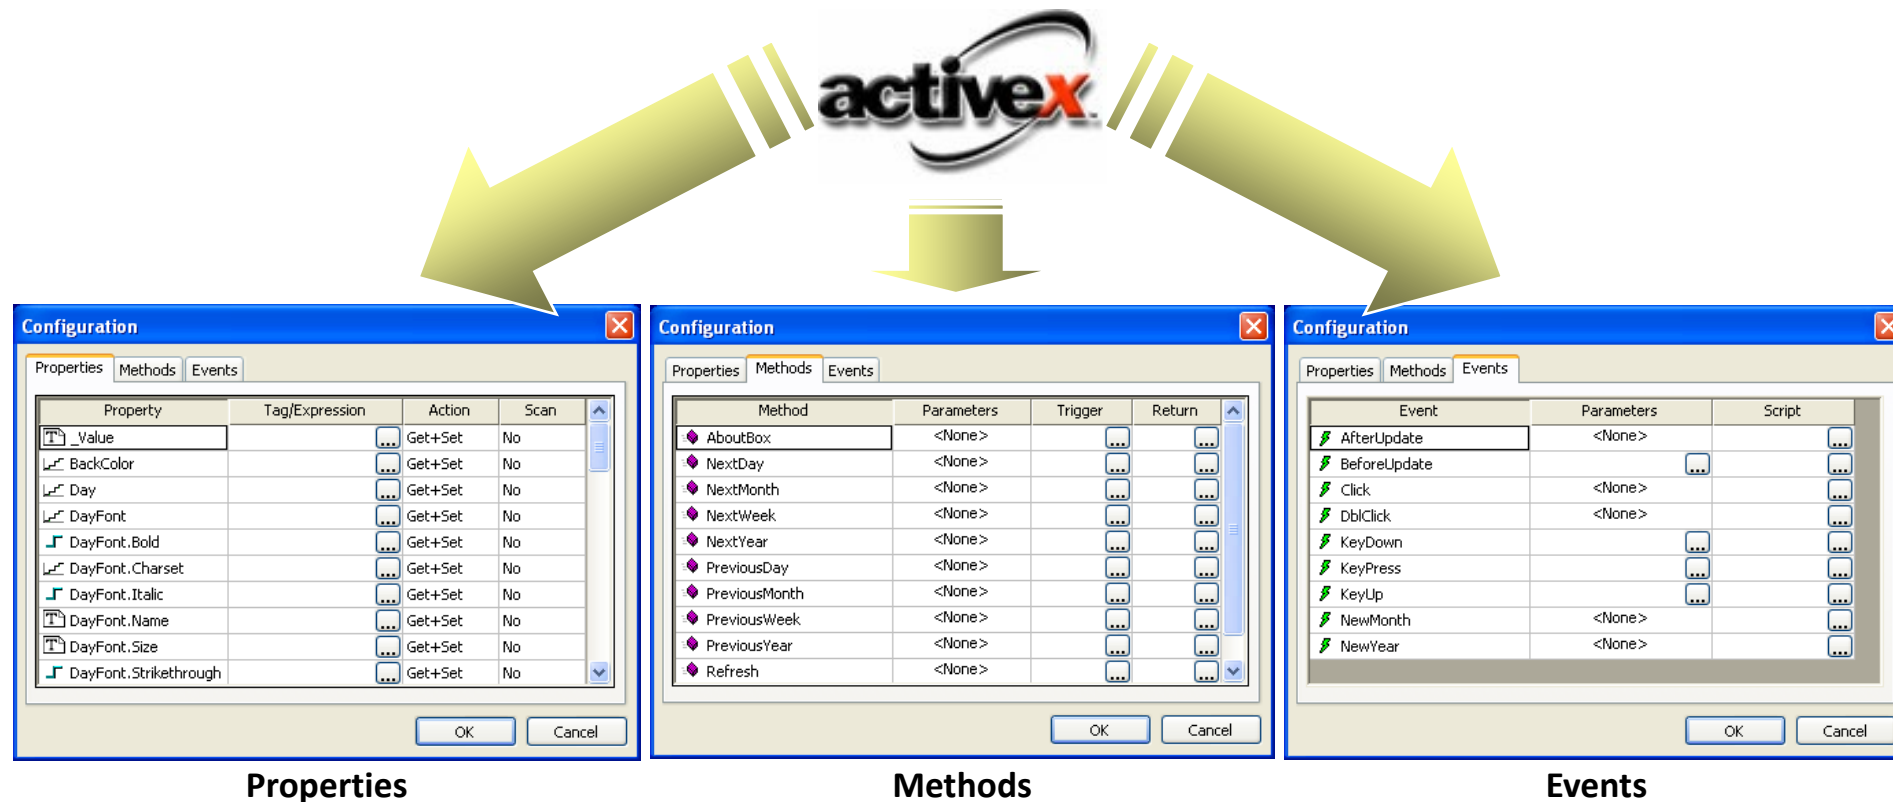 activex
Configuration
Properties Methods Events
Property Tag/Expression Action Scan
_Value ... Get+Set No
BackColor ... Get+Set No
Day ... Get+Set No
DayFont ... Get+Set No
DayFont.Bold ... Get+Set No
DayFont.Charset ... Get+Set No
DayFont.Italic ... Get+Set No
DayFont.Name ... Get+Set No
DayFont.Size ... Get+Set No
DayFont.Strikethrough ... Get+Set No
OK Cancel
Properties
Configuration
Properties Methods Events
Method Parameters Trigger Return
AboutBox <None> ... ...
NextDay <None> ... ...
NextMonth <None> ... ...
NextWeek <None> ... ...
NextYear <None> ... ...
PreviousDay <None> ... ...
PreviousMonth <None> ... ...
PreviousWeek <None> ... ...
PreviousYear <None> ... ...
Refresh <None> ... ...
OK Cancel
Methods
Configuration
Properties Methods Events
Event Parameters Script
AfterUpdate <None> ...
BeforeUpdate ... ...
Click <None> ...
DblClick <None> ...
KeyDown ... ...
KeyPress ... ...
KeyUp ... ...
NewMonth <None> ...
NewYear <None> ...
OK Cancel
Events